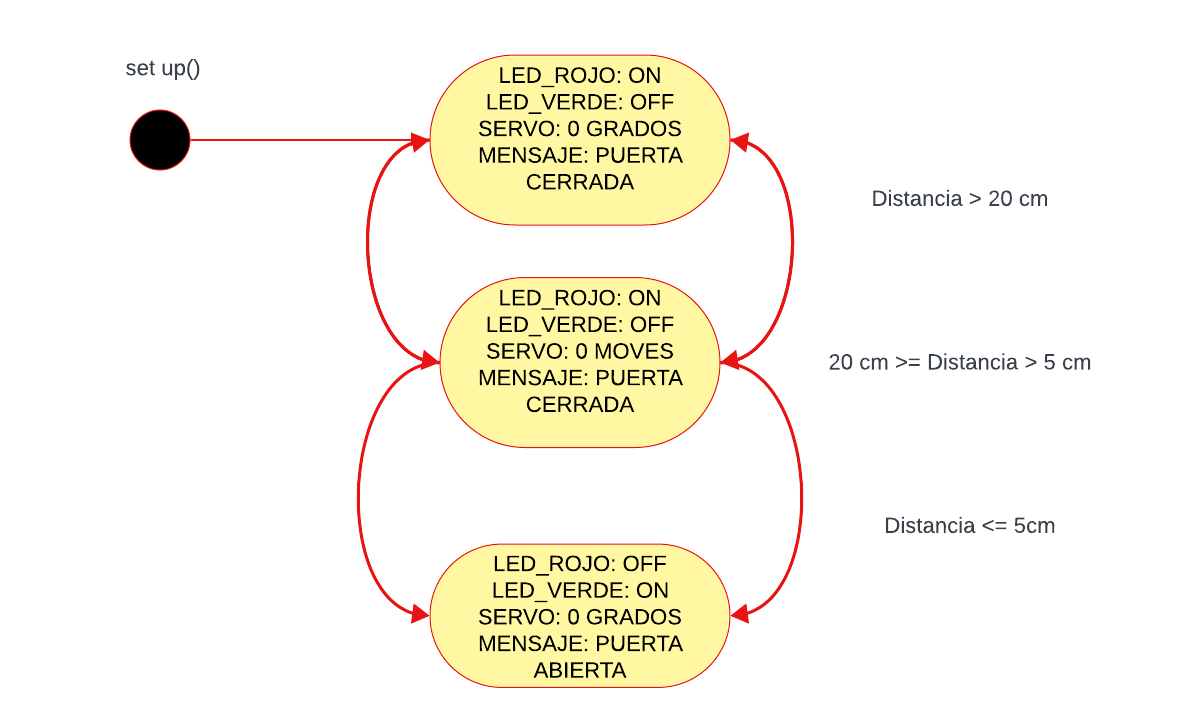 set up()
LED_ROJO: ON
LED_VERDE: OFF
SERVO: 0 GRADOS
MENSAJE: PUERTA
CERRADA
Distancia > 20 cm
LED_ROJO: ON
LED_VERDE: OFF
SERVO: 0 MOVES
MENSAJE: PUERTA
CERRADA
20 cm >= Distancia > 5 cm
Distancia <= 5cm
LED_ROJO: OFF
LED_VERDE: ON
SERVO: 0 GRADOS
MENSAJE: PUERTA
ABIERTA